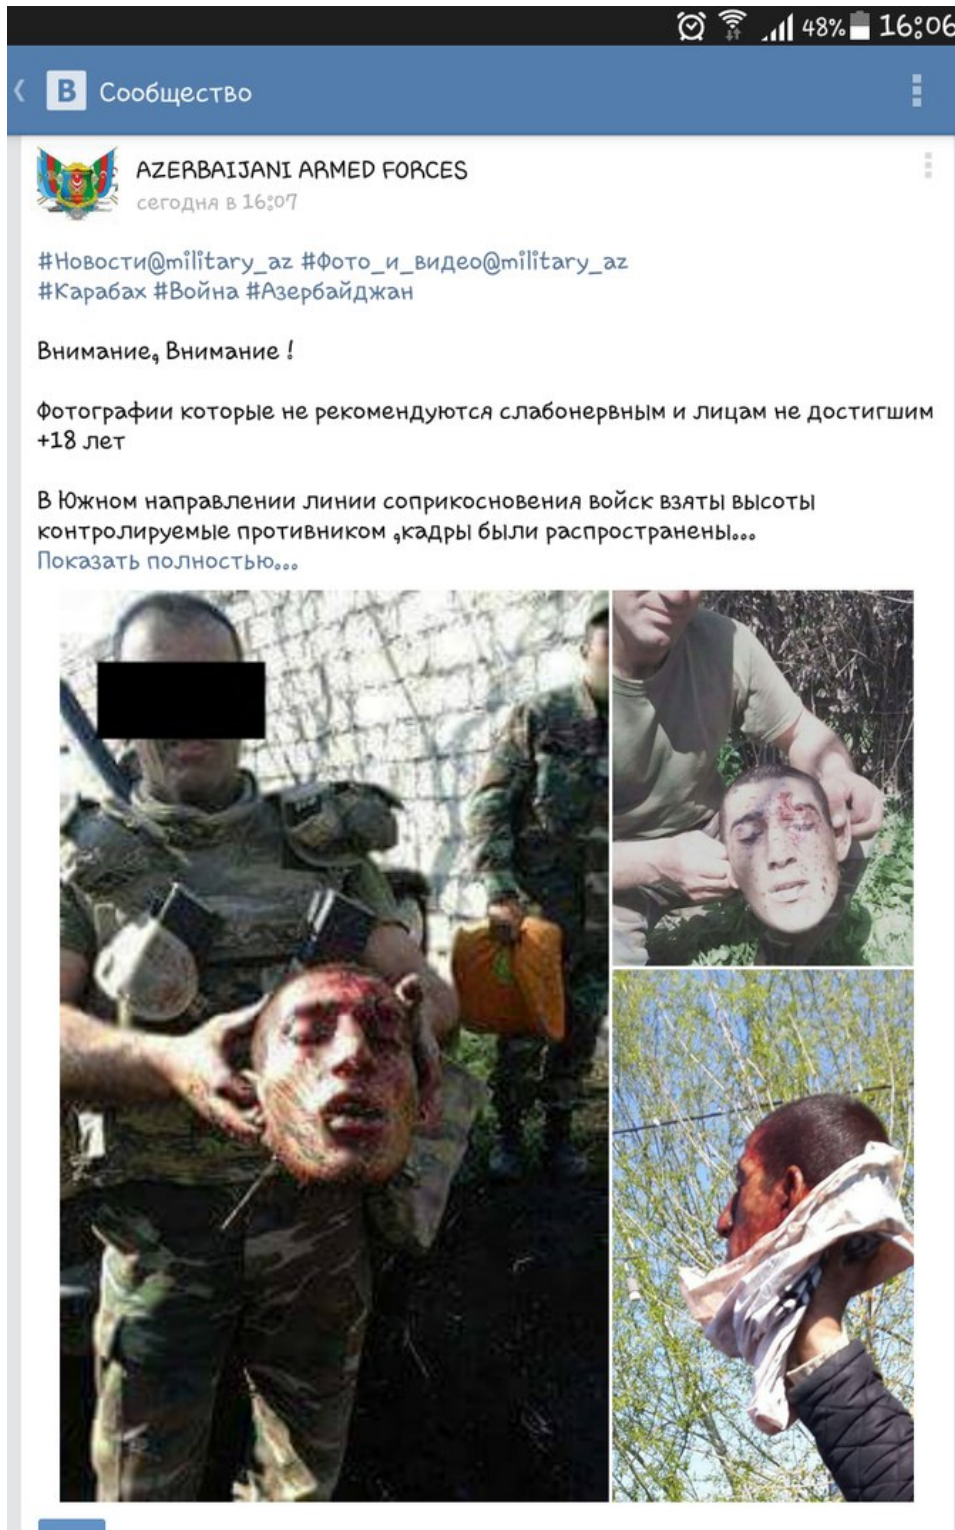 48% 16:06
В Сообщество
AZERBAIJANI ARMED FORCES
сегодня в 16:07
#Новости@military_az #Фото_и_видео@military_az
#Карабах #Война #Азербайджан
Внимание, Внимание !
Фотографии которые не рекомендуются слабонервным и лицам не достигшим
+18 лет
В Южном направлении линии соприкосновения войск взяты высоты
контролируемые противником ,кадры были распространены...
Показать полностью...